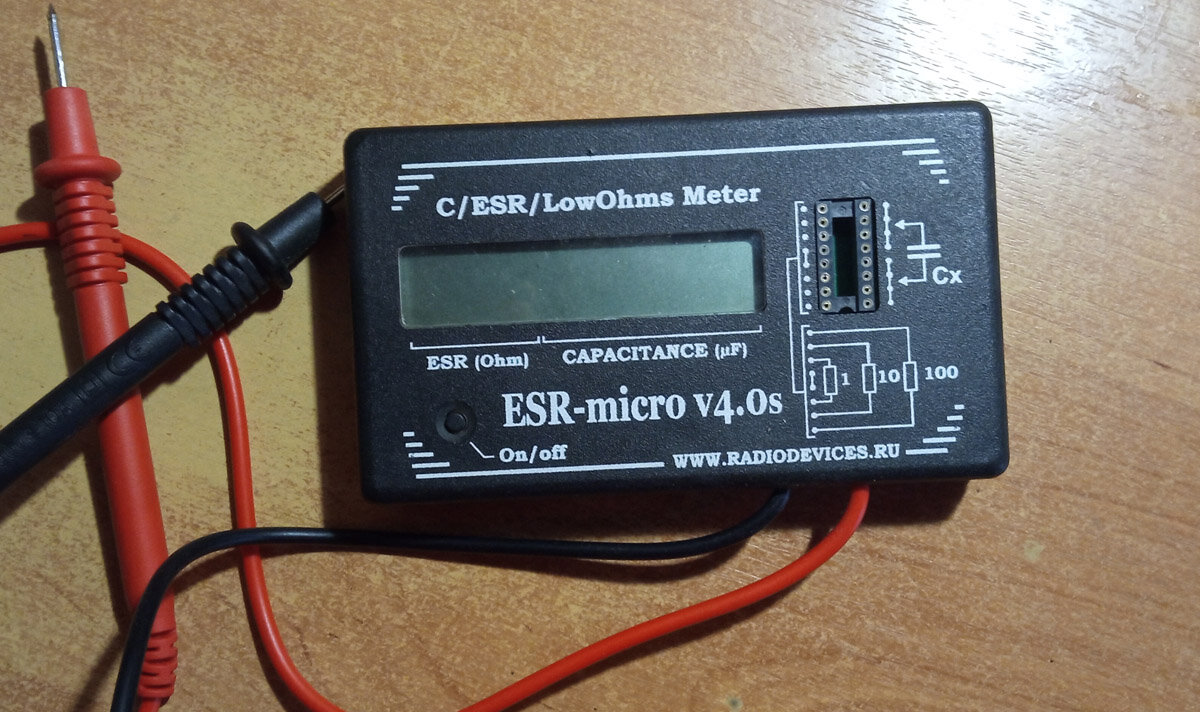 C/ESR/LowOhms Meter
Cx
ESR (Ohm) CAPACITANCE (µF)
1 10 100
ESR-micro v4.0s
On/off
WWW.RADIODEVICES.RU